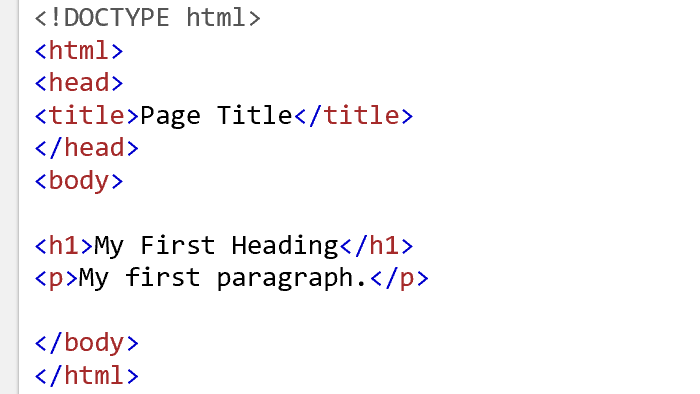 <!DOCTYPE html>
<html>
<head>
<title>Page Title</title>
</head>
<body>
<h1>My First Heading</h1>
<p>My first paragraph.</p>
</body>
</html>